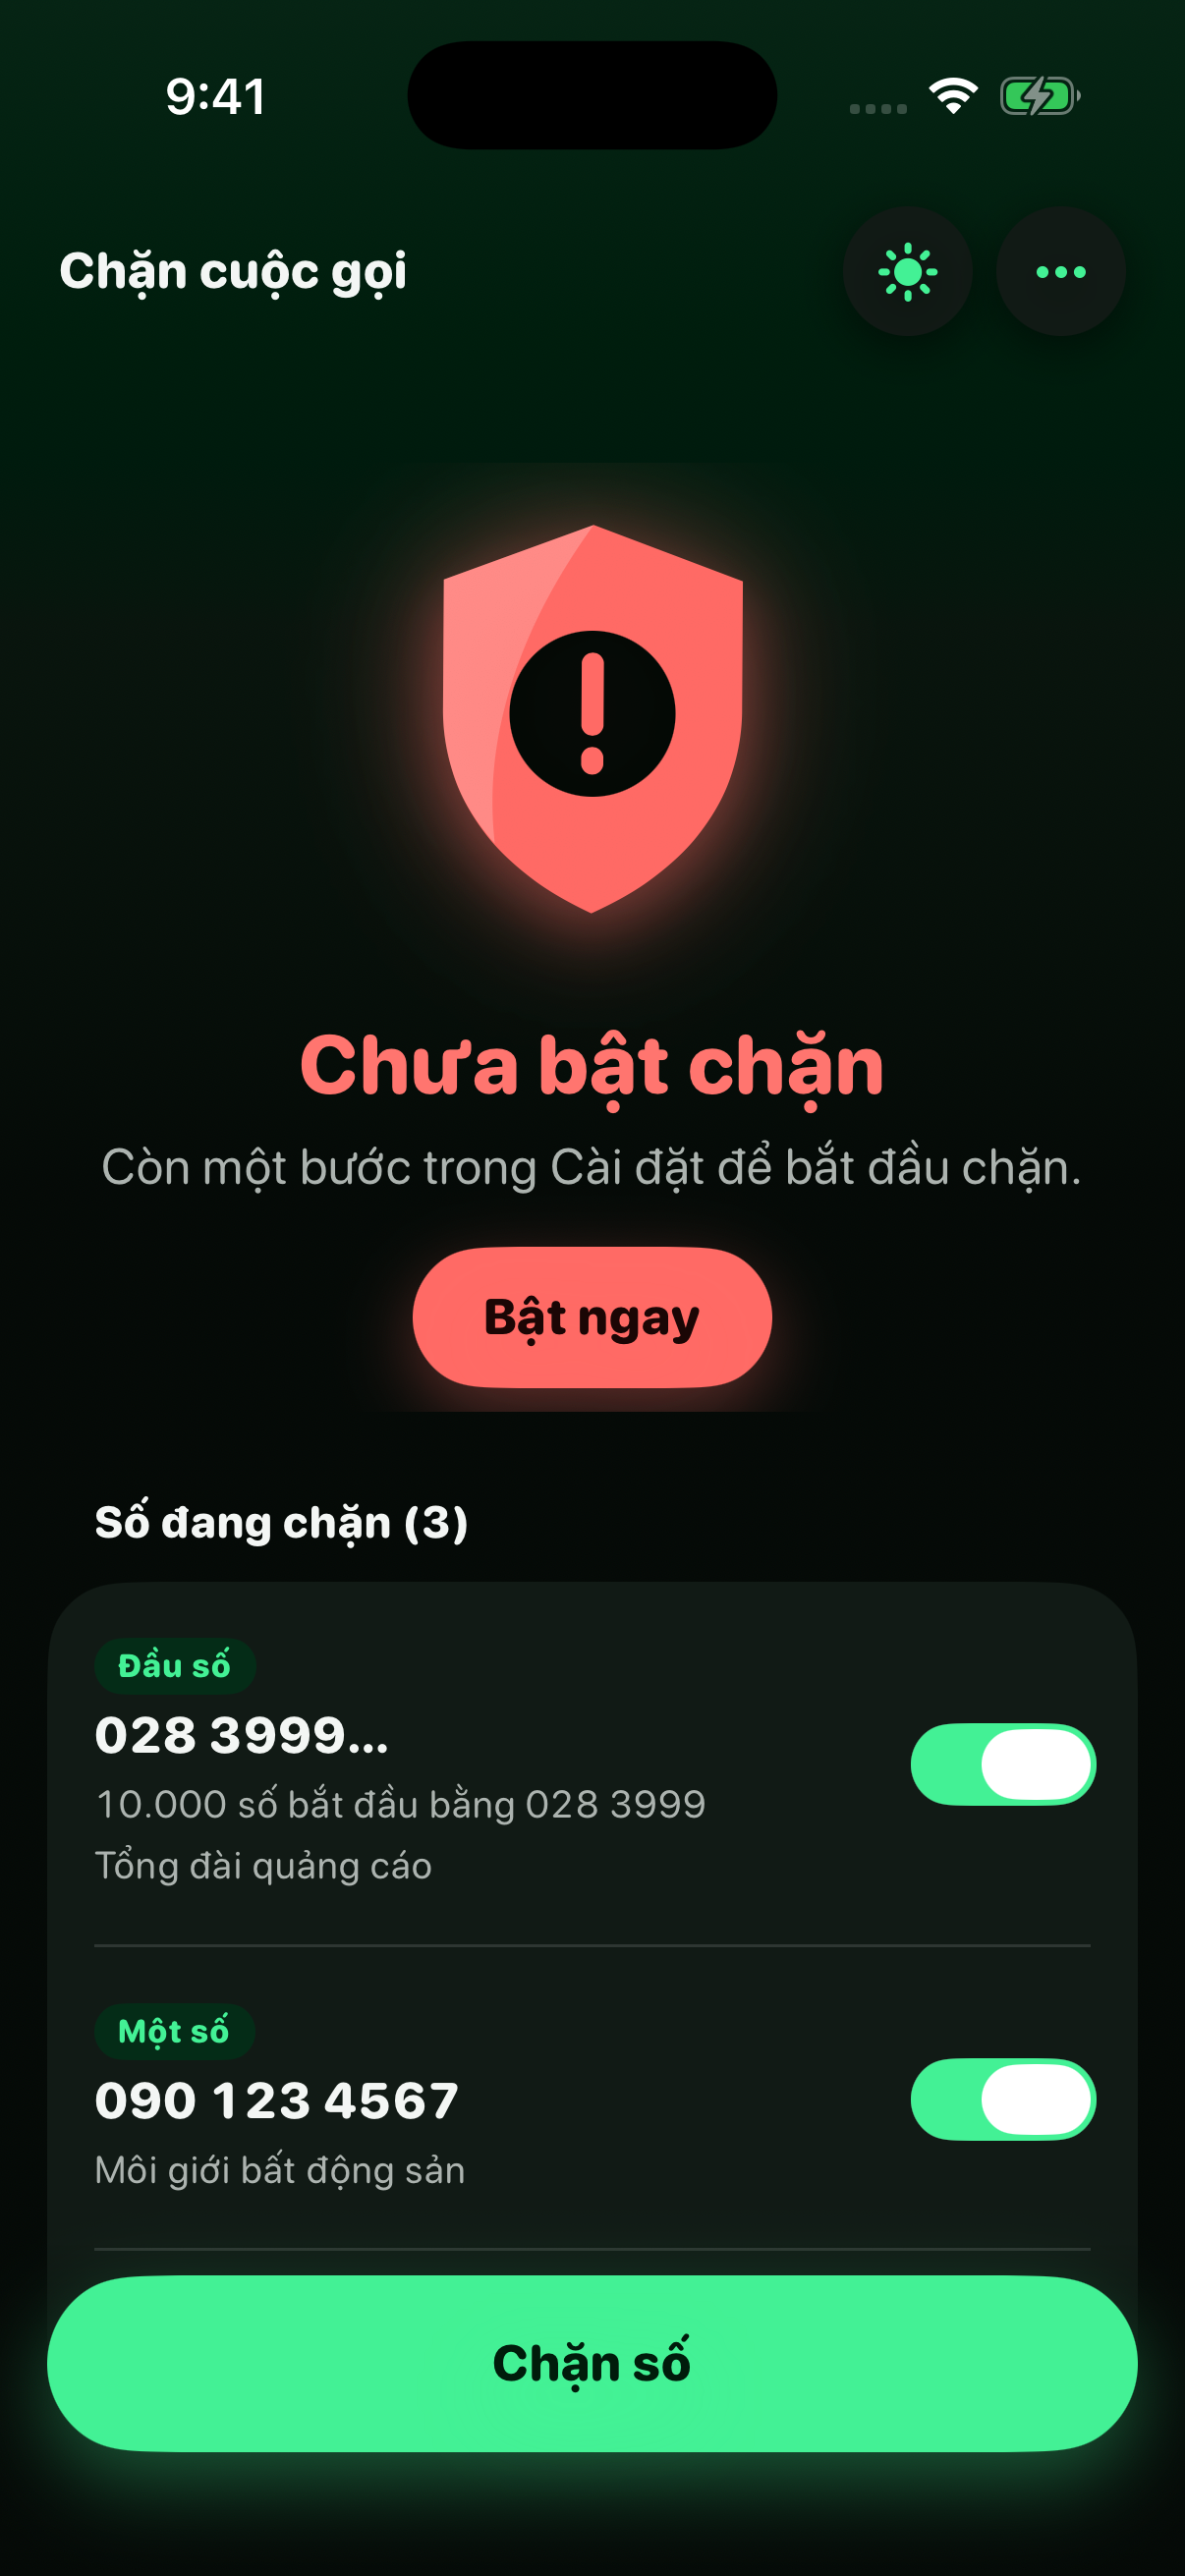 9:41
Chặn cuộc gọi
Chưa bật chặn
Còn một bước trong Cài đặt để bắt đầu chặn.
Bật ngay
Số đang chặn (3)
Đầu số
028 3999...
10.000 số bắt đầu bằng 028 3999
Tổng đài quảng cáo
Một số
090 123 4567
Môi giới bất động sản
Chặn số